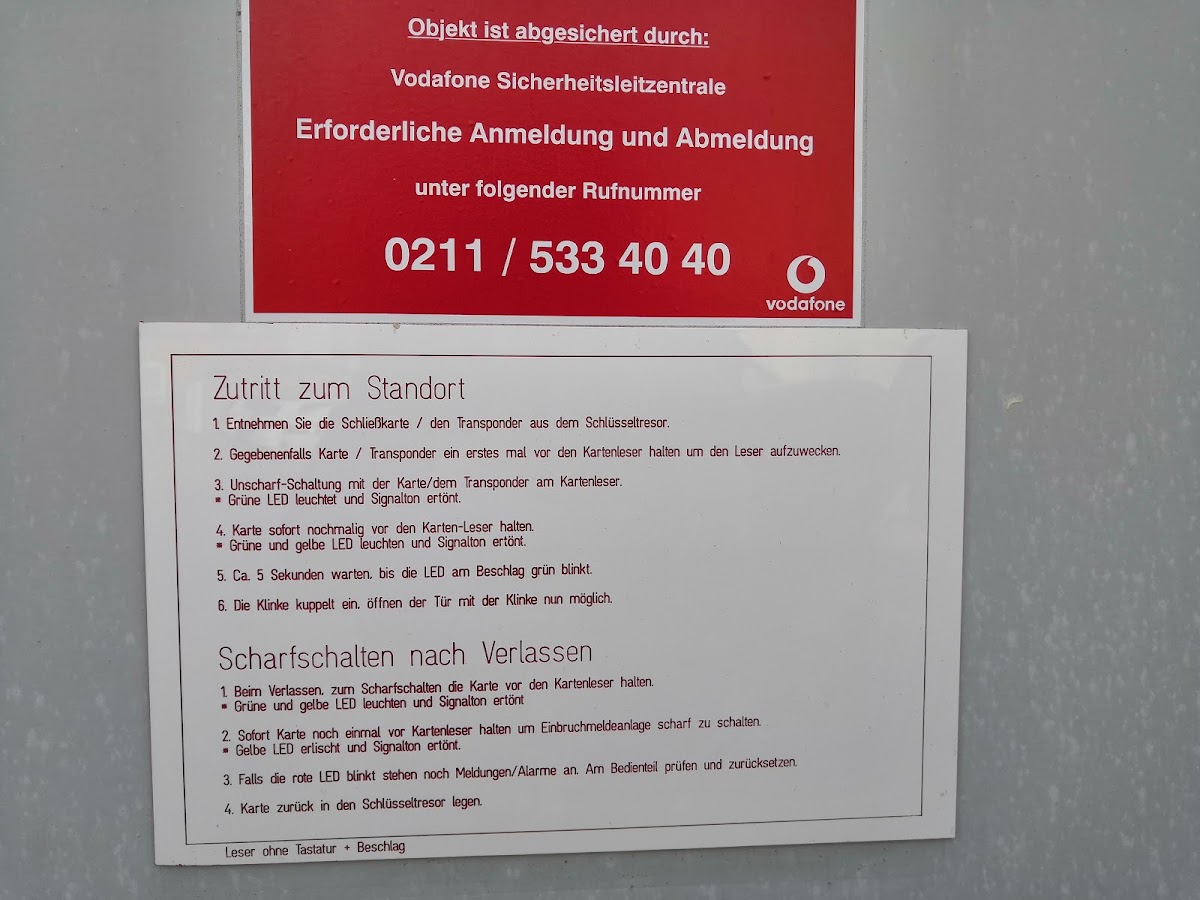 Objekt ist abgesichert durch:
Vodafone Sicherheitsleitzentrale
Erforderliche Anmeldung und Abmeldung
unter folgender Rufnummer
0211 / 533 40 40
vodafone
Zutritt zum Standort
1. Entnehmen Sie die Schließkarte / den Transponder aus dem Schlüsseltresor.
2. Gegebenenfalls Karte / Transponder ein erstes mal vor den Kartenleser halten um den Leser aufzuwecken.
3. Unscharf-Schaltung mit der Karte/dem Transponder am Kartenleser.
* Grüne LED leuchtet und Signalton ertönt.
4. Karte sofort nochmalig vor den Karten-Leser halten.
* Grüne und gelbe LED leuchten und Signalton ertönt.
5. Ca. 5 Sekunden warten, bis die LED am Beschlag grün blinkt.
6. Die Klinke kuppelt ein, öffnen der Tür mit der Klinke nun möglich.
Scharfschalten nach Verlassen
1. Beim Verlassen, zum Scharfschalten die Karte vor den Kartenleser halten.
* Grüne und gelbe LED leuchten und Signalton ertönt
2. Sofort Karte noch einmal vor Kartenleser halten um Einbruchmeldeanlage scharf zu schalten.
* Gelbe LED erlischt und Signalton ertönt.
3. Falls die rote LED blinkt stehen noch Meldungen/Alarme an. Am Bedienteil prüfen und zurücksetzen.
4. Karte zurück in den Schlüsseltresor legen.
Leser ohne Tastatur + Beschlag